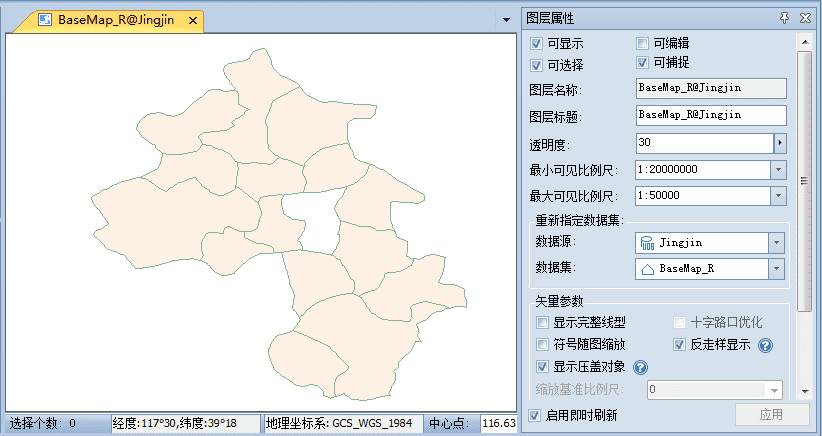 BaseMap_R@Jingjin
图层属性
可显示 可编辑
可选择 可捕捉
图层名称: BaseMap_R@Jingjin
图层标题: BaseMap_R@Jingjin
透明度: 30
最小可见比例尺: 1:20000000
最大可见比例尺: 1:50000
重新指定数据集:
数据源: Jingjin
数据集: BaseMap_R
矢量参数
显示完整线型 十字路口优化
符号随图缩放 反走样显示
显示压盖对象
缩放基准比例尺: 0
启用即时刷新 应用
选择个数: 0 经度:117°30,纬度:39°18 地理坐标系: GCS_WGS_1984 中心点: 116.63